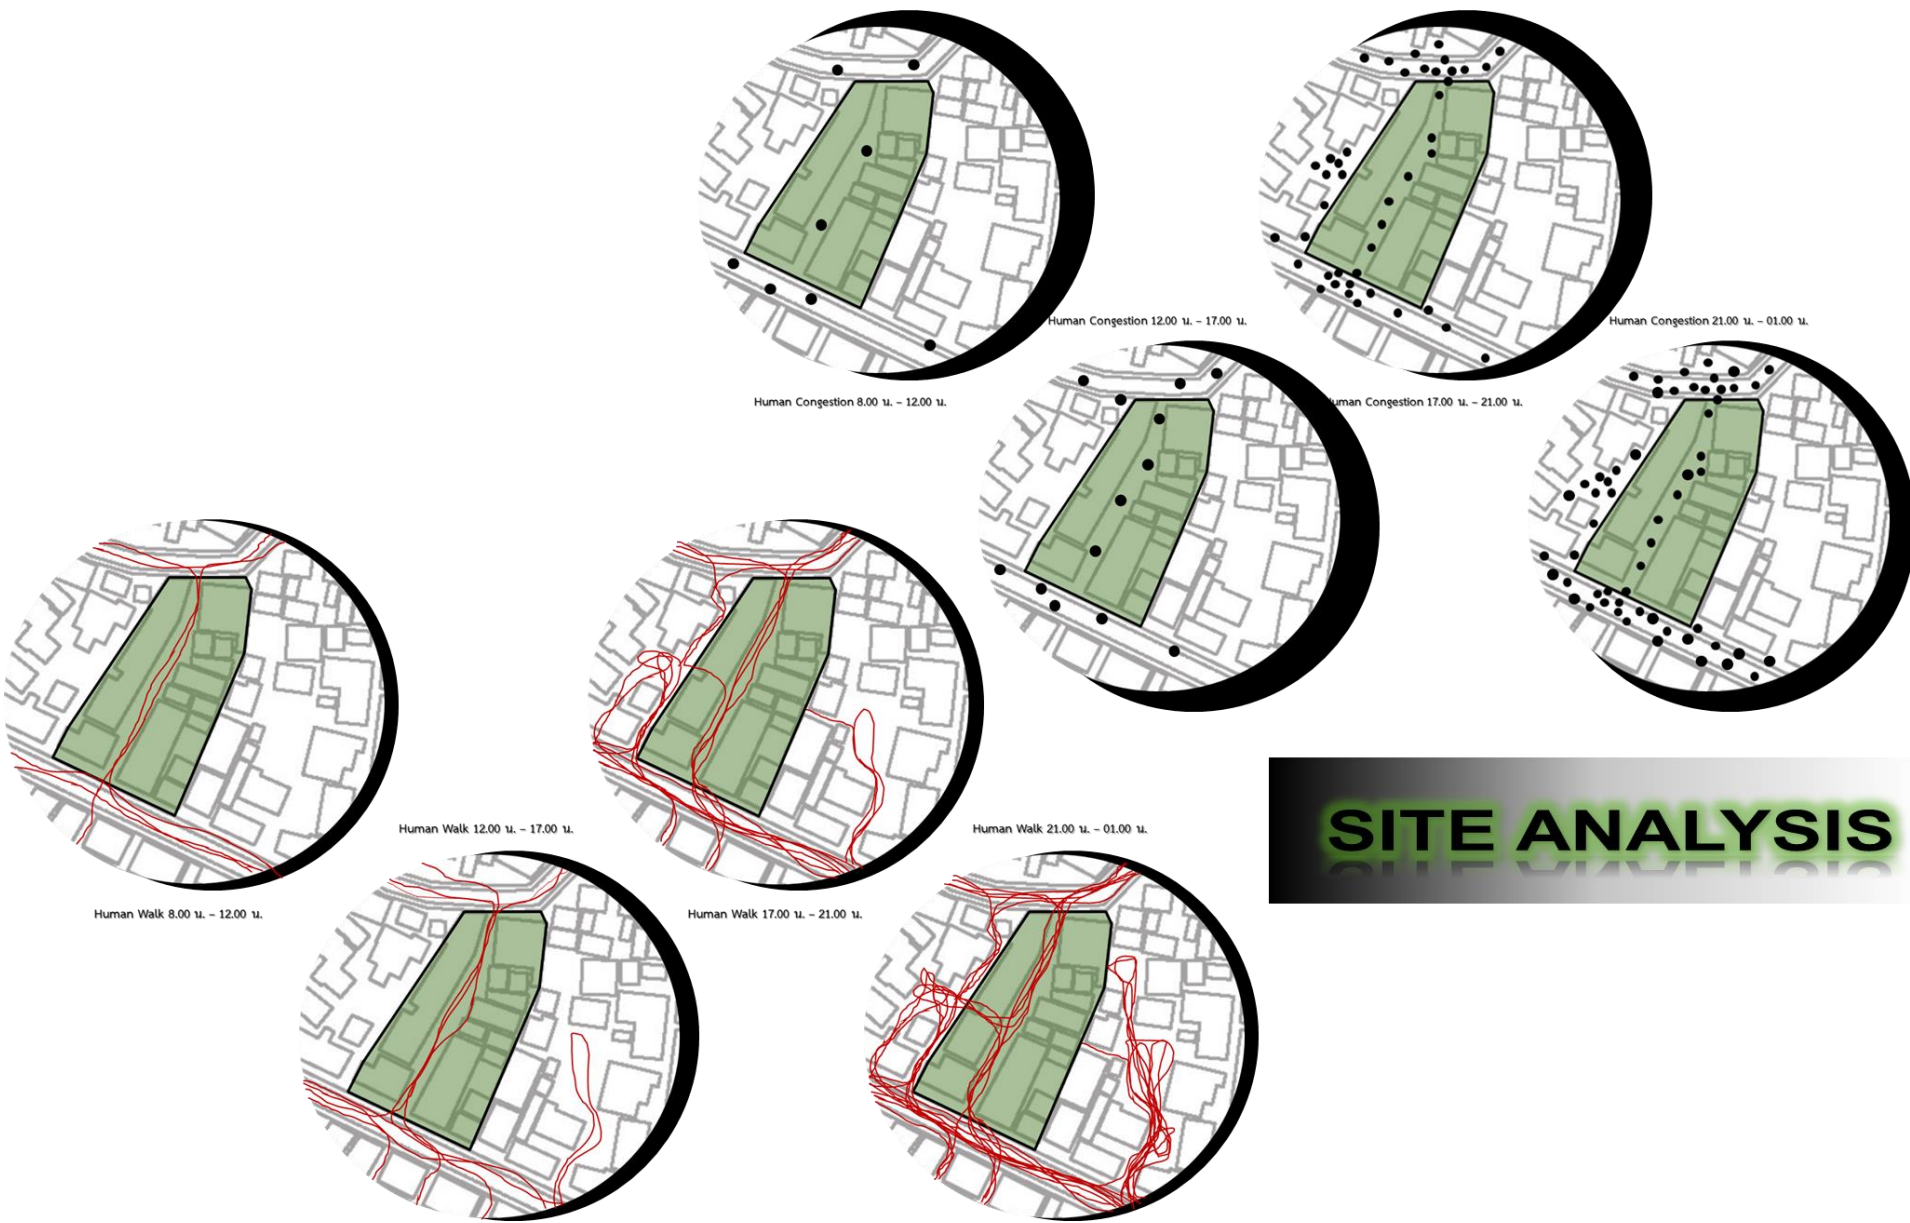 Human Congestion 12.00 น. – 17.00 น.
Human Congestion 21.00 น. – 01.00 น.
Human Congestion 8.00 น. – 12.00 น.
Human Congestion 17.00 น. – 21.00 น.
SITE ANALYSIS
Human Walk 12.00 น. – 17.00 น.
Human Walk 21.00 น. – 01.00 น.
Human Walk 8.00 น. – 12.00 น.
Human Walk 17.00 น. – 21.00 น.